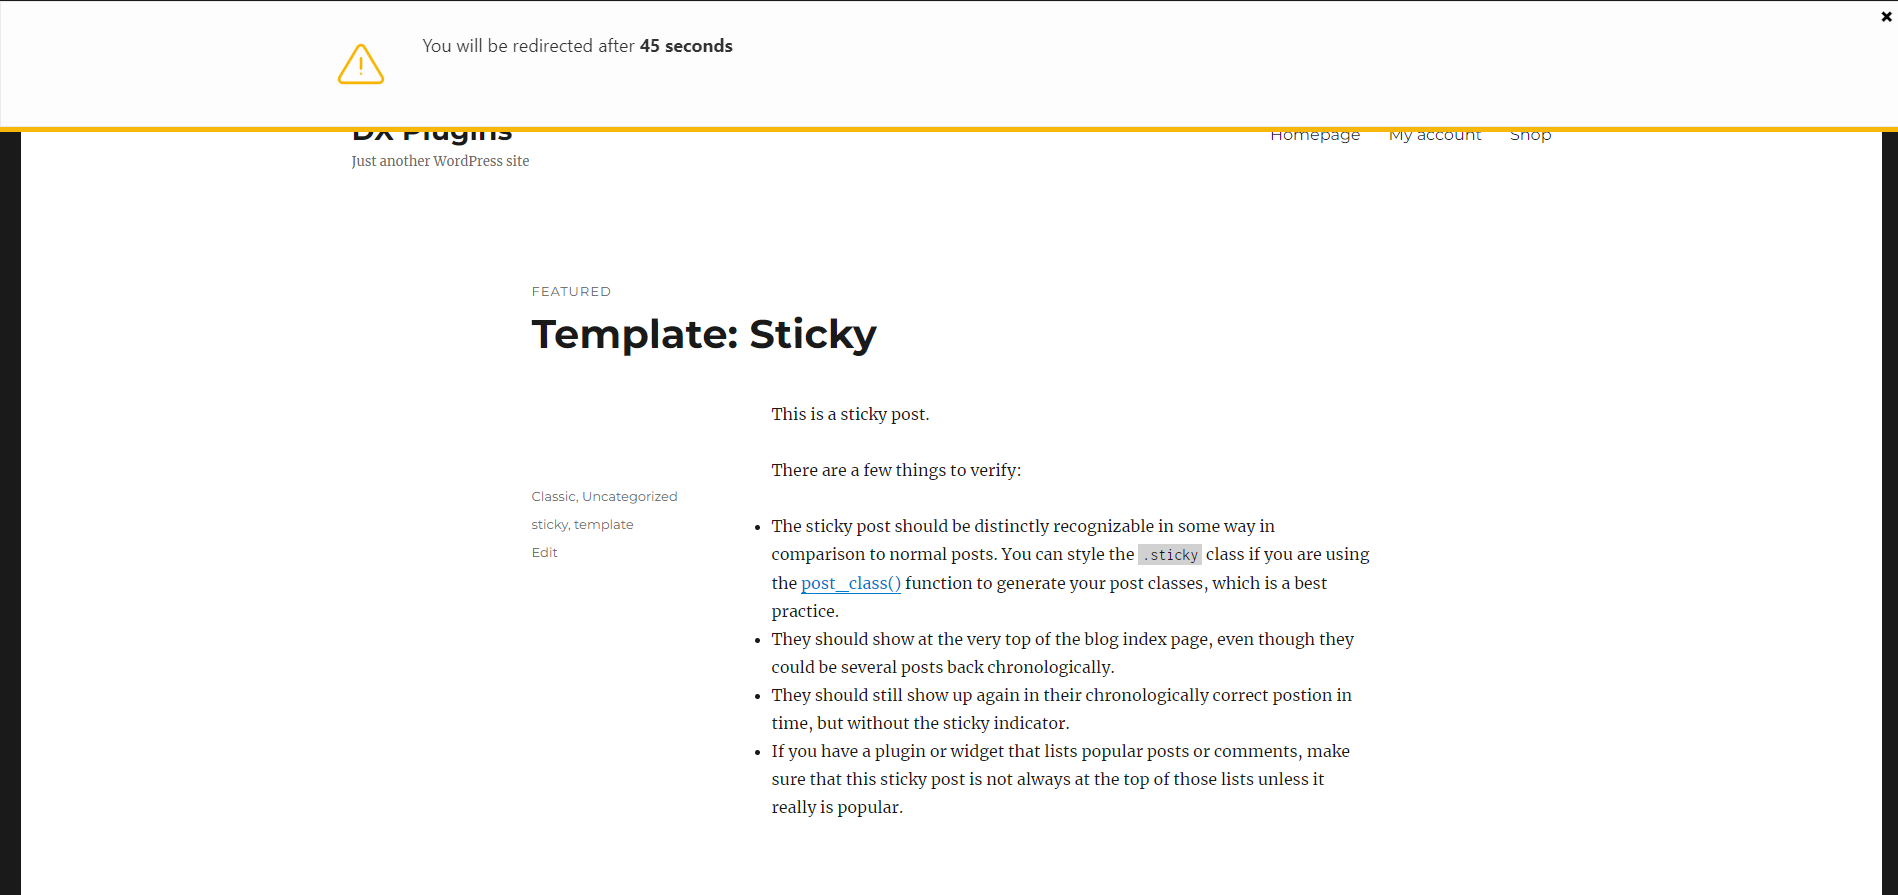 You will be redirected after 45 seconds
DX Plugins
Homepage My account Shop
Just another WordPress site
FEATURED
Template: Sticky
This is a sticky post.
There are a few things to verify:
Classic, Uncategorized
sticky, template
Edit
The sticky post should be distinctly recognizable in some way in
comparison to normal posts. You can style the .sticky class if you are using
the post_class() function to generate your post classes, which is a best
practice.
They should show at the very top of the blog index page, even though they
could be several posts back chronologically.
They should still show up again in their chronologically correct postion in
time, but without the sticky indicator.
If you have a plugin or widget that lists popular posts or comments, make
sure that this sticky post is not always at the top of those lists unless it
really is popular.